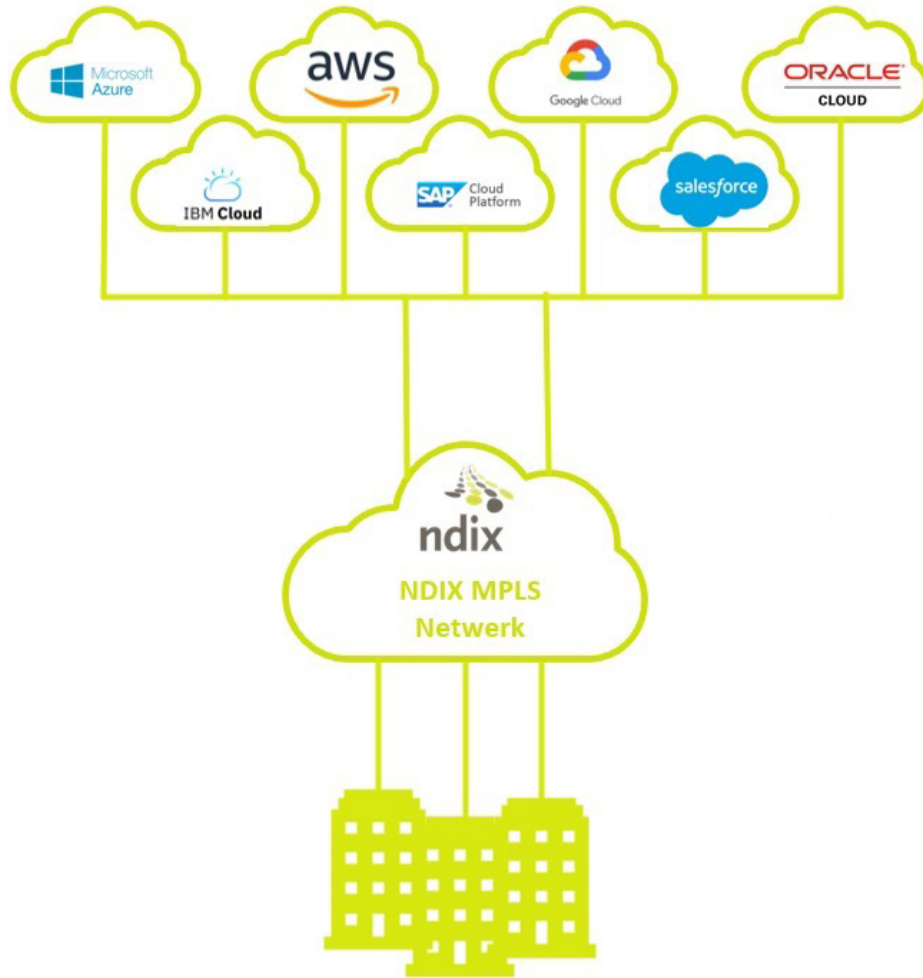 Microsoft
Azure
aws
Google Cloud
ORACLE
CLOUD
IBM Cloud
SAP
Cloud
Platform
salesforce
ndix
NDIX MPLS
Netwerk